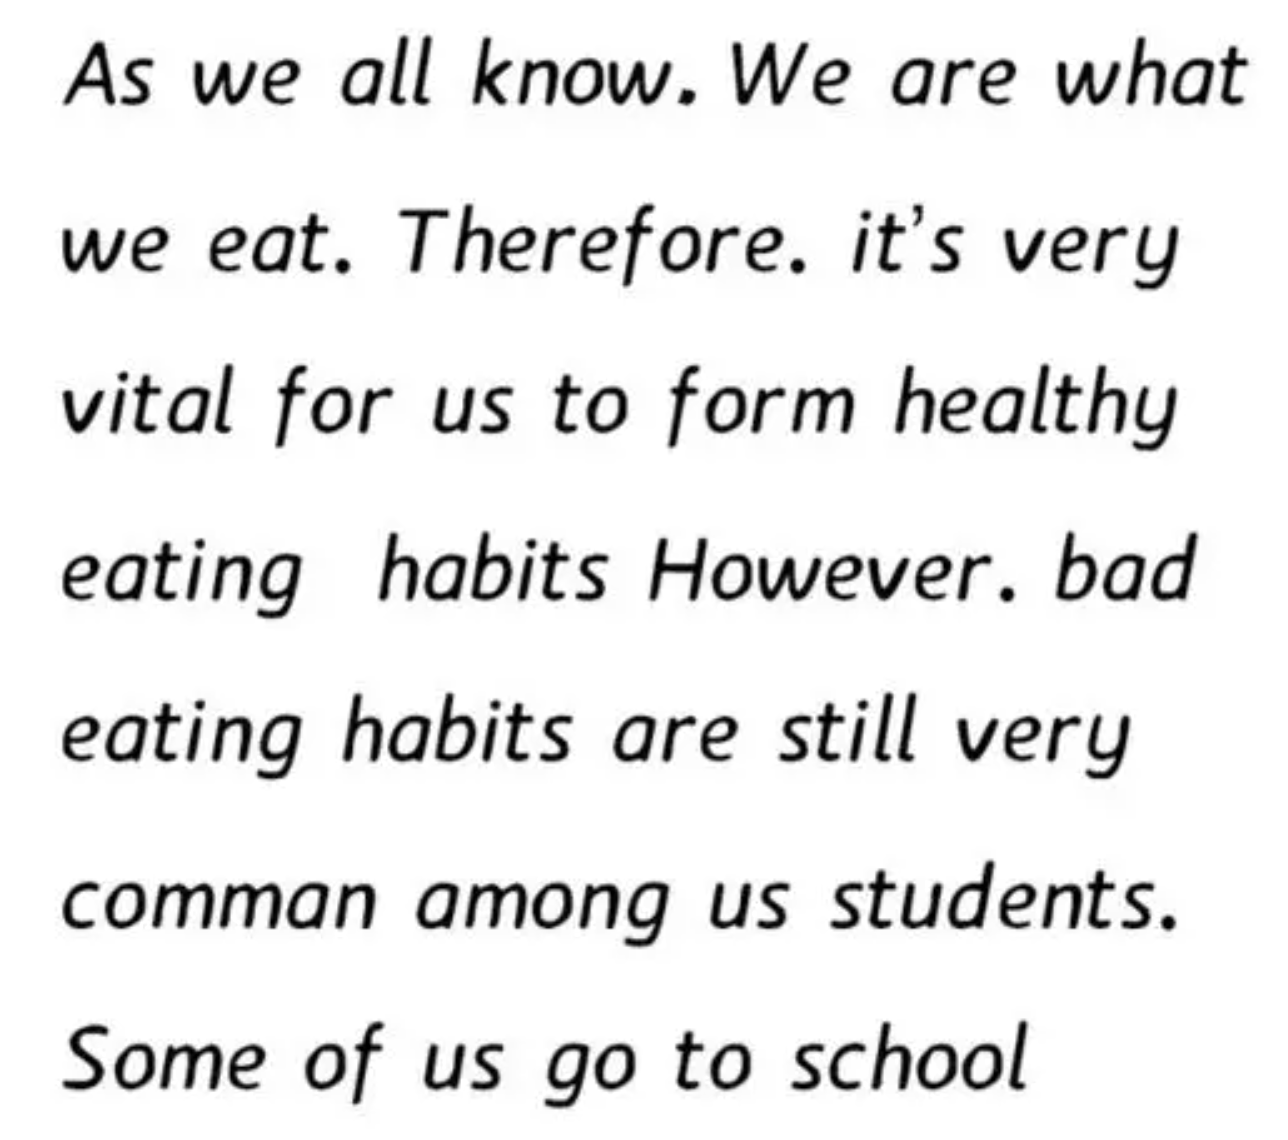 As we all know. We are what
we eat. Therefore. it's very
vital for us to form healthy
eating habits However. bad
eating habits are still very
comman among us students.
Some of us go to school